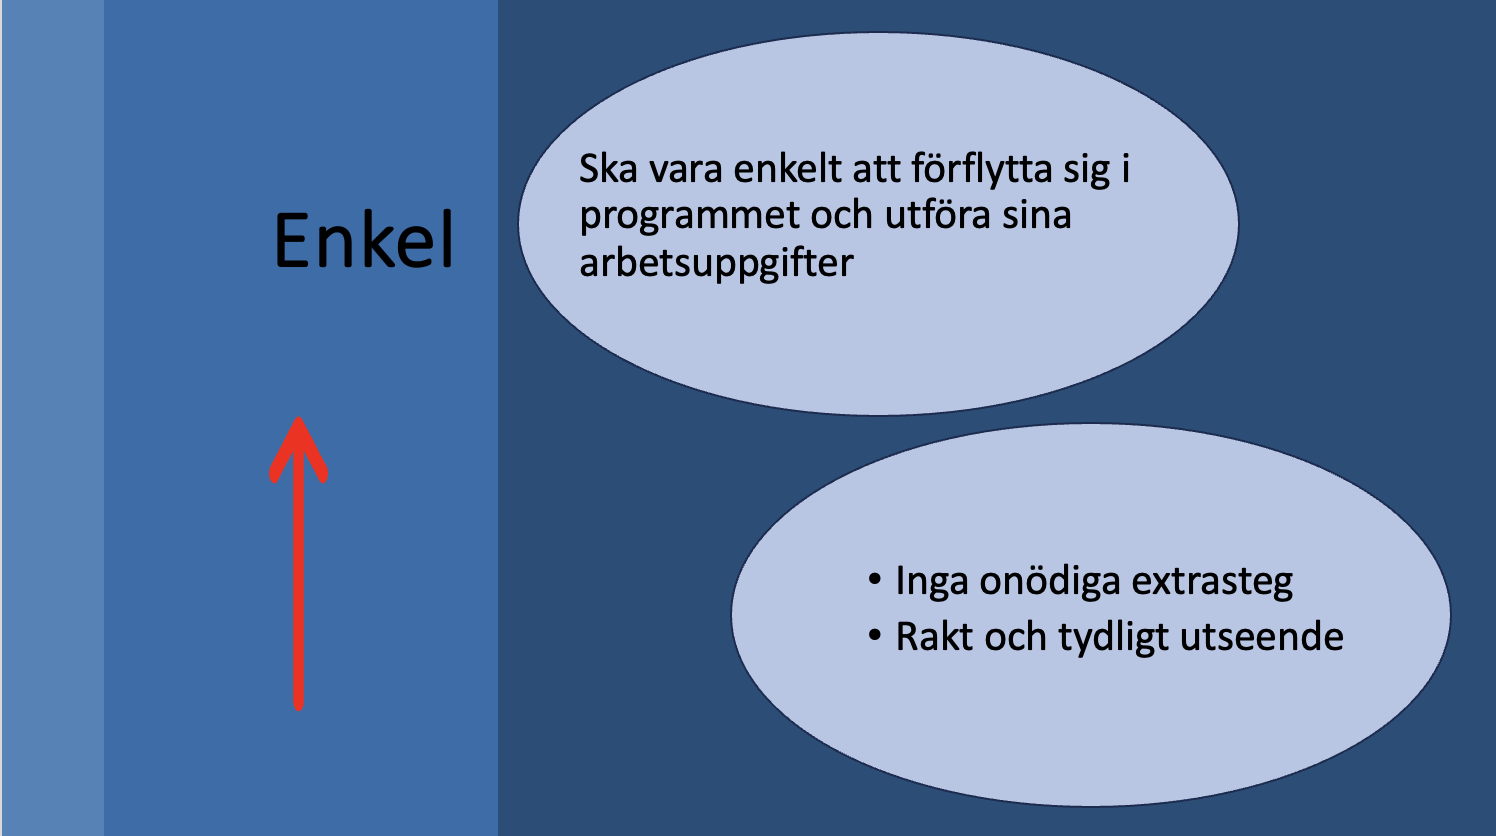 Enkel
Ska vara enkelt att förflytta sig i
programmet och utföra sina
arbetsuppgifter
• Inga onödiga extrasteg
• Rakt och tydligt utseende